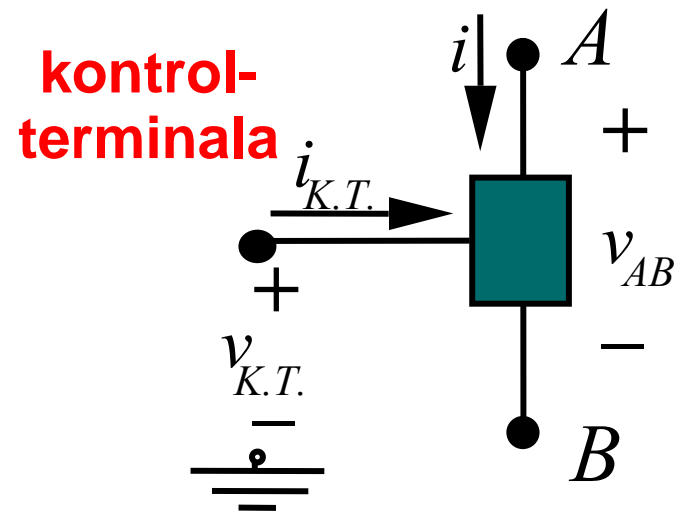 kontrol-
terminala
i
A
+
i_{K.T.}
v_{AB}
+
v_{K.T.}
−
−
B